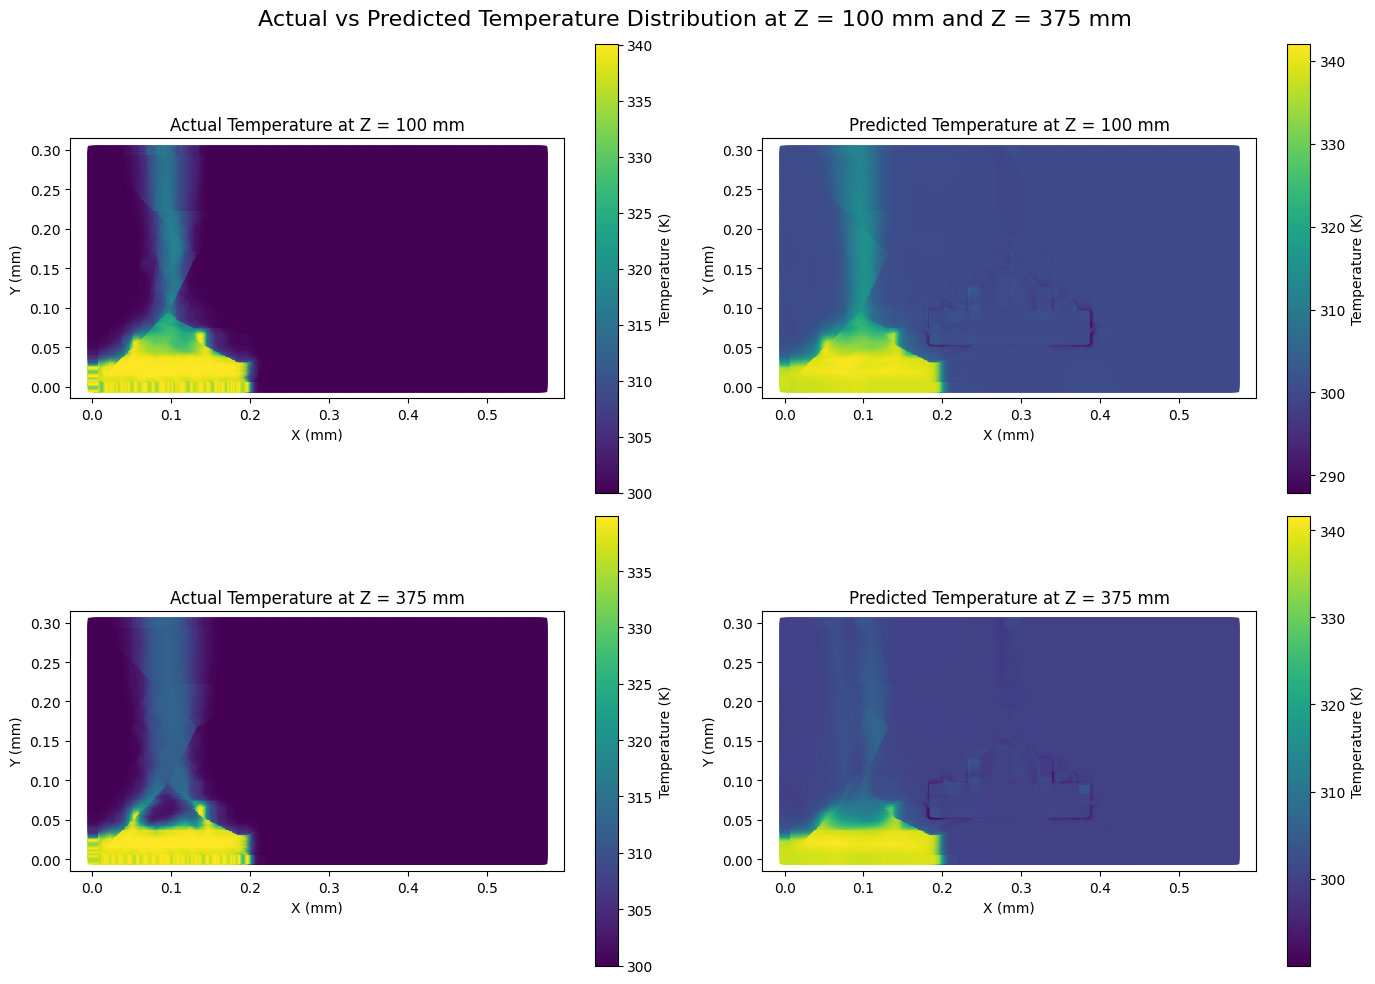 Actual vs Predicted Temperature Distribution at Z = 100 mm and Z = 375 mm
Actual Temperature at Z = 100 mm
0.30
0.25
0.20
0.15
0.10
0.05
0.00
Y (mm)
0.0 0.1 0.2 0.3 0.4 0.5
X (mm)
340
335
330
325
320
315
310
305
300
Temperature (K)
Predicted Temperature at Z = 100 mm
0.30
0.25
0.20
0.15
0.10
0.05
0.00
Y (mm)
0.0 0.1 0.2 0.3 0.4 0.5
X (mm)
340
330
320
310
300
290
Temperature (K)
Actual Temperature at Z = 375 mm
0.30
0.25
0.20
0.15
0.10
0.05
0.00
Y (mm)
0.0 0.1 0.2 0.3 0.4 0.5
X (mm)
335
330
325
320
315
310
305
300
Temperature (K)
Predicted Temperature at Z = 375 mm
0.30
0.25
0.20
0.15
0.10
0.05
0.00
Y (mm)
0.0 0.1 0.2 0.3 0.4 0.5
X (mm)
340
330
320
310
300
Temperature (K)